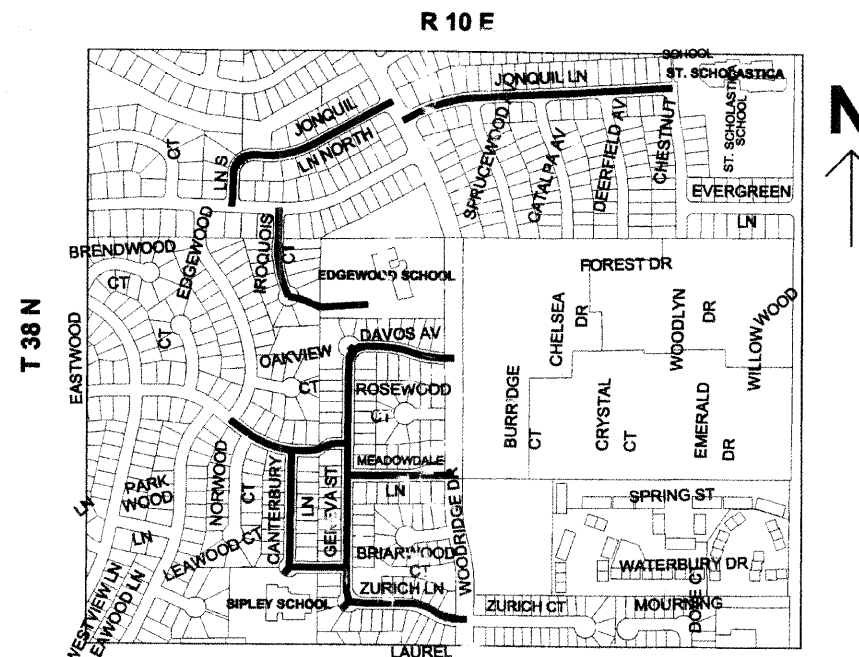 R 10 E
SCHOOL
JONQUIL LN
ST. SCHOLASTICA
N
JONQUIL
LN NORTH
CT
LN S
SPRUCEWOOD AV
CATALPA AV
DEERFIELD AV
CHESTNUT
ST. SCHOLASTICA
SCHOOL
EVERGREEN
LN
BRENDWOOD
CT
EDGEWOOD
CT
IROQUOIS
CT
EDGEWOOD SCHOOL
FOREST DR
T 38 N
EASTWOOD
OAKVIEW
CT
DAVOS AV
CHELSEA
DR
WOODLYN
DR
WILLOW WOOD
ROSEWOOD
CT
BURRIDGE
CT
CRYSTAL
CT
EMERALD
DR
NORWOOD
CT
CANTERBURY
LN
GENEVA ST
MEADOWDALE
LN
WOODRIDGE DR
PARK
WOOD
LN
LN
SPRING ST
LEAWOOD CT
BRIARWOOD
CT
WATERBURY DR
ZURICH LN
WESTVIEW LN
LEAWOOD LN
SIPLEY SCHOOL
ZURICH CT
MOURNING
DOVE CT
LAUREL